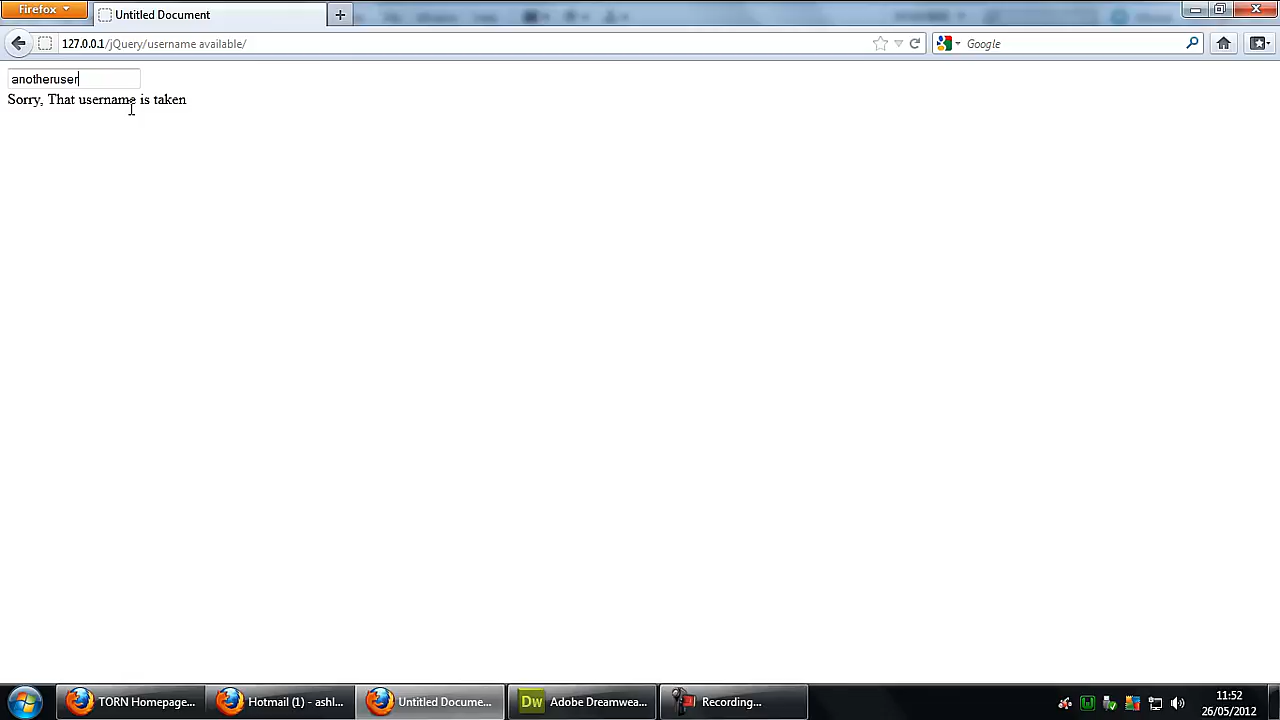 Firefox
Untitled Document
127.0.0.1/jQuery/username available/
Google
anotheruser
Sorry, That username is taken
TORN Homepage...
Hotmail (1) - ashl...
Untitled Docume...
Dw
Adobe Dreamwea...
Recording...
11:52
26/05/2012